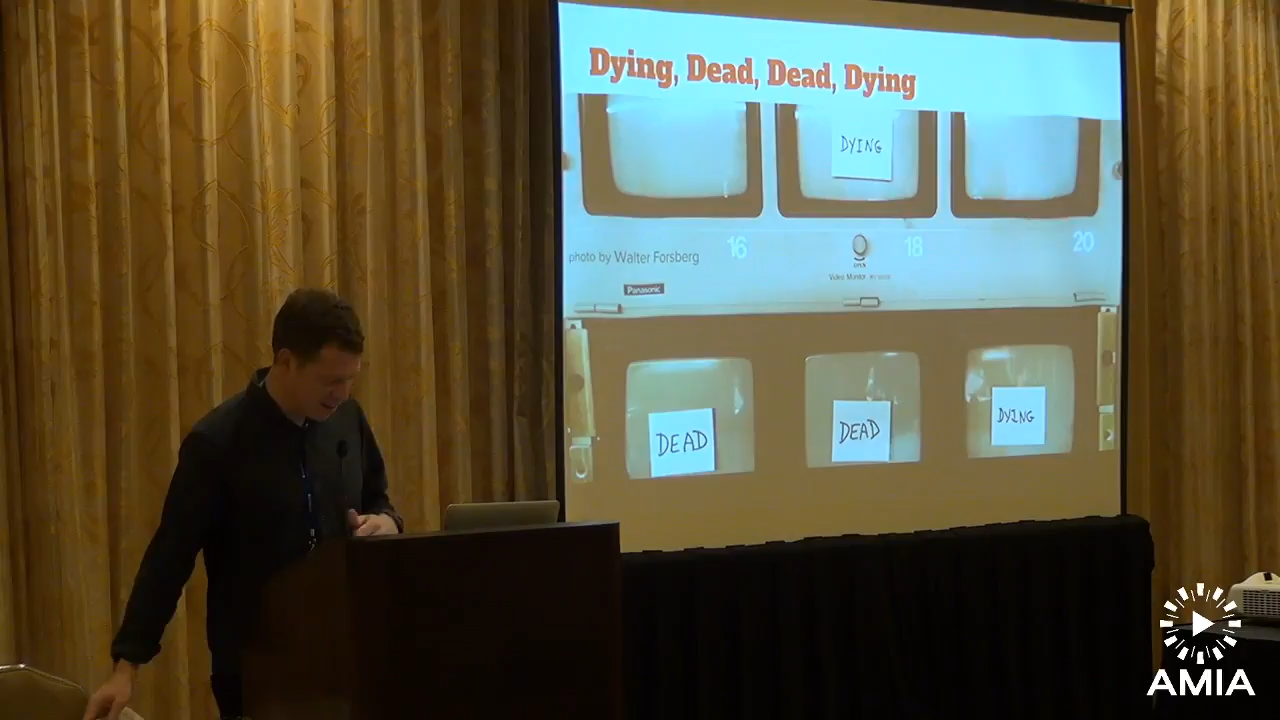 Dying, Dead, Dead, Dying
DYING
16
18
20
photo by Walter Forsberg
OPEN
Video Monitor
Panasonic
DEAD
DEAD
DYING
AMIA